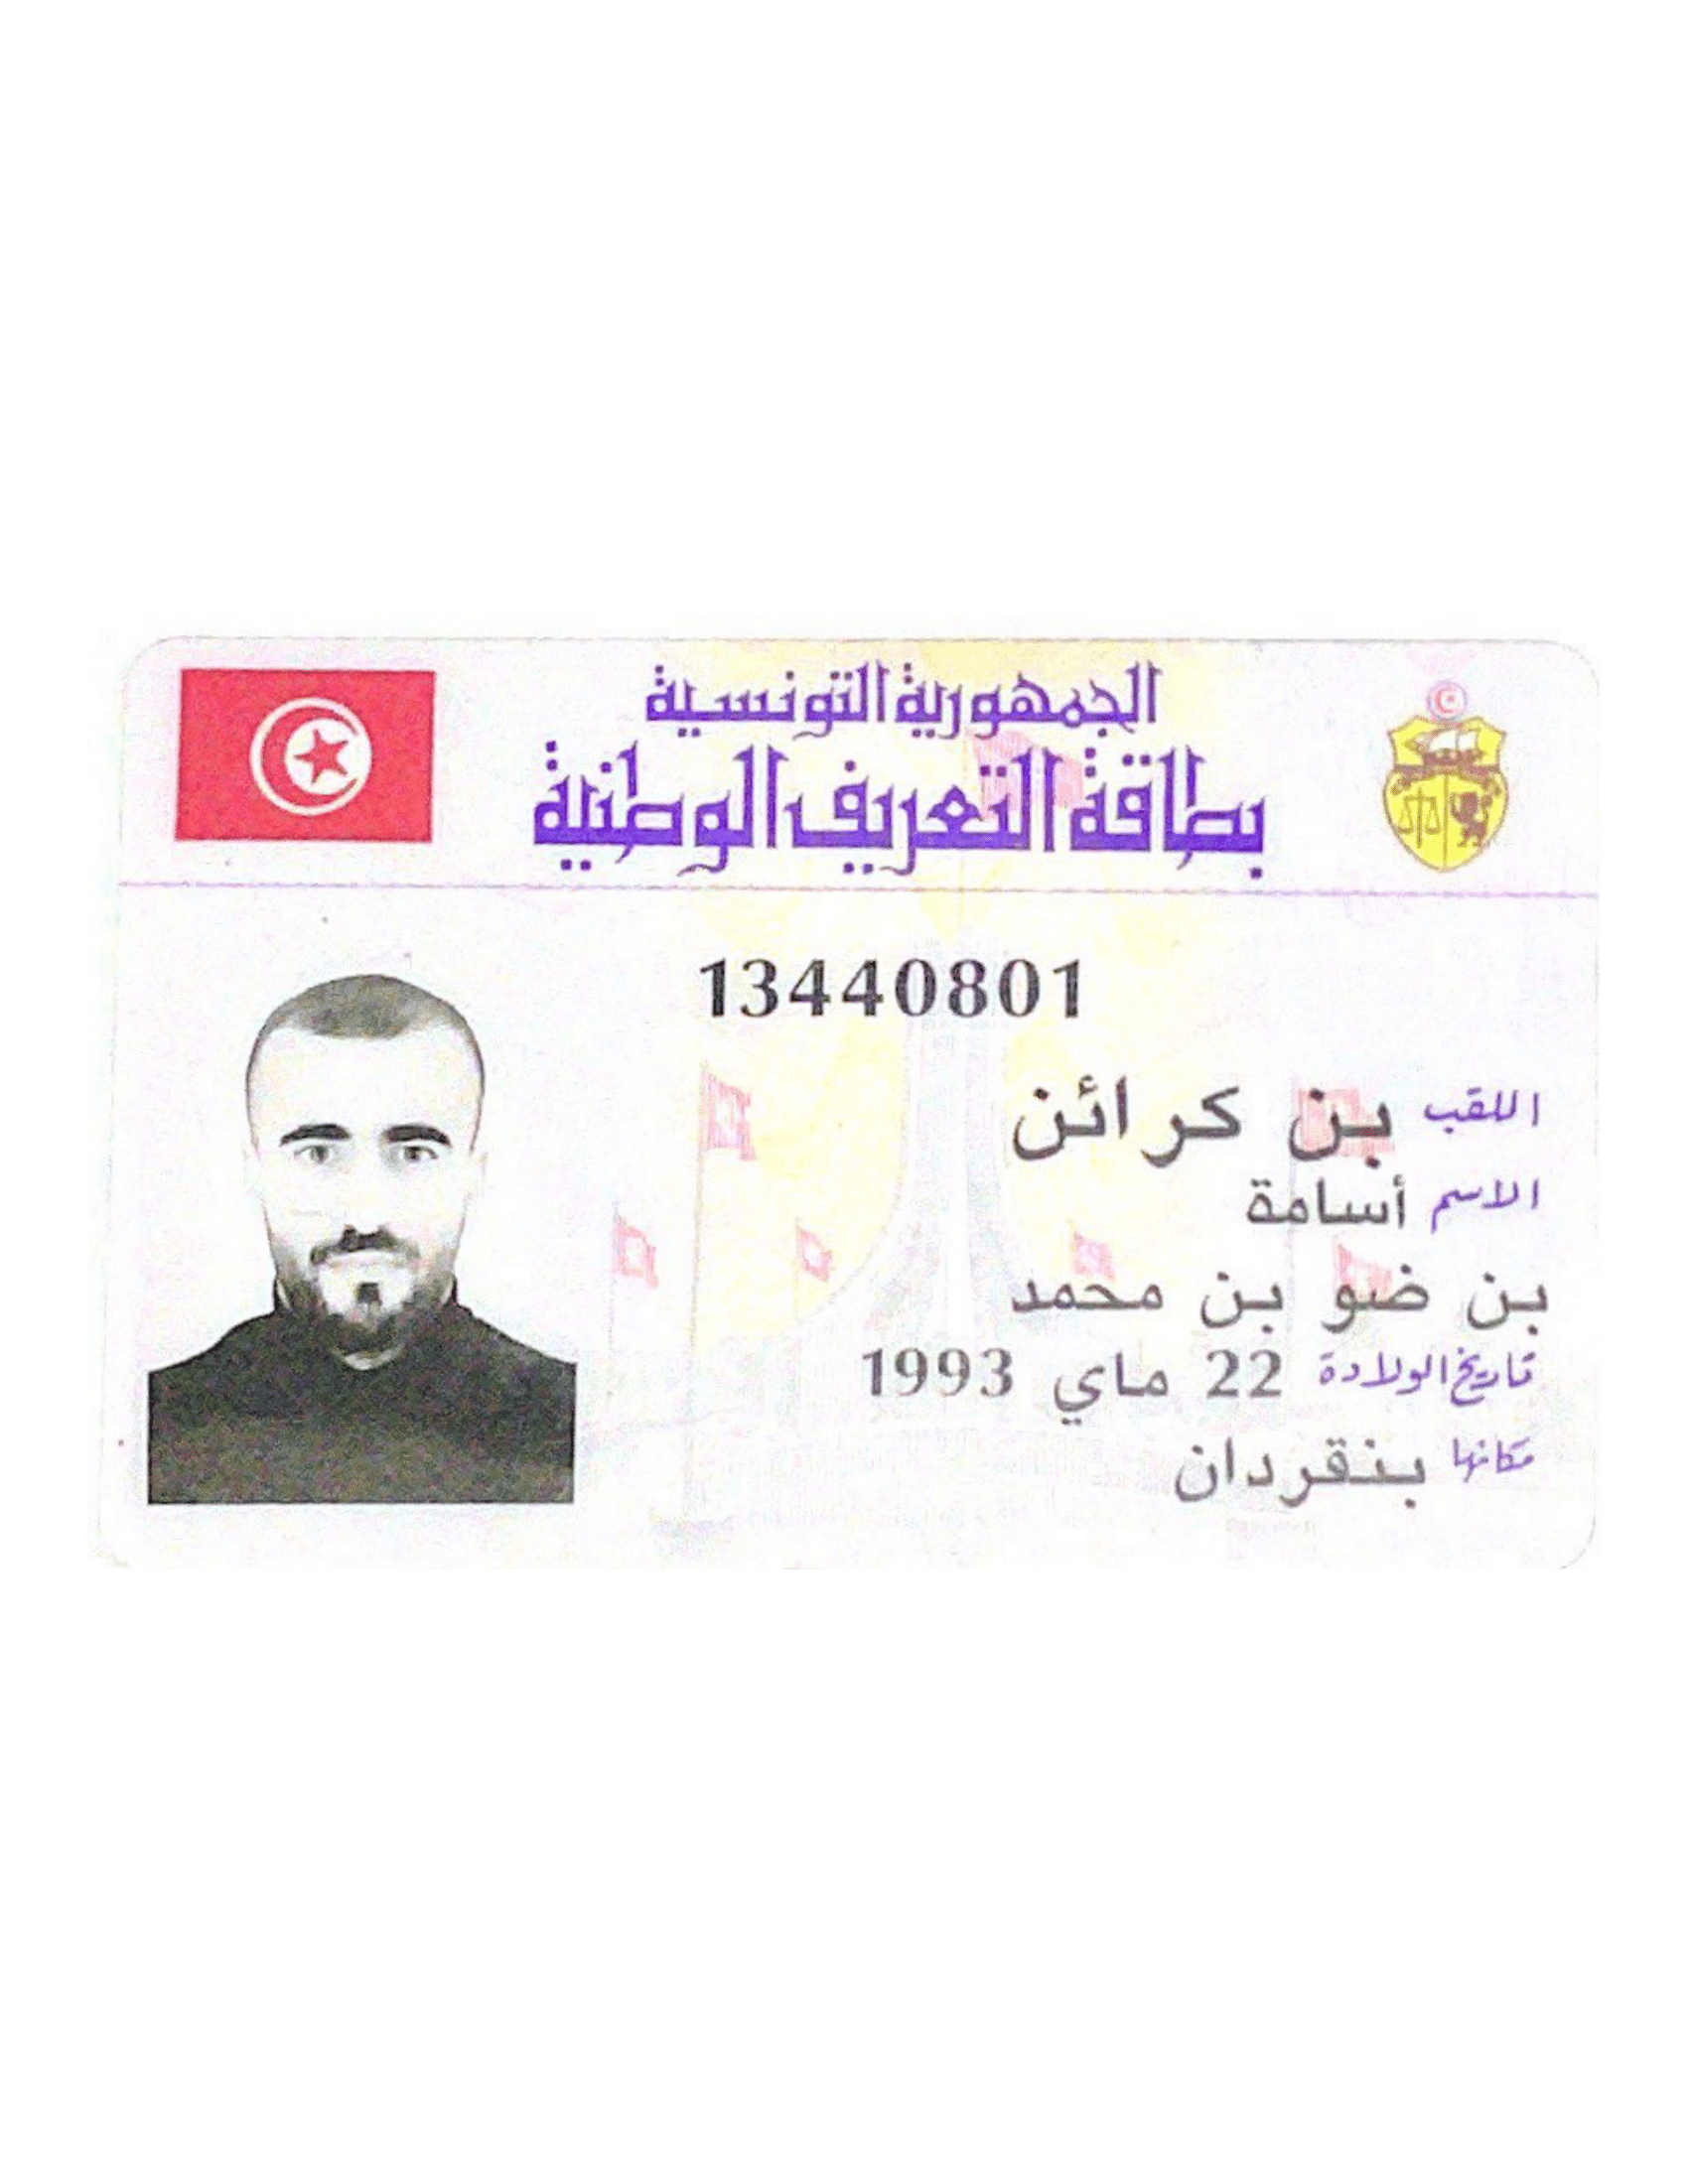 الجمهورية التونسية
بطاقة التعريف الوطنية
13440801
اللقب بن كرائن
الاسم أسامة
بن ضو بن محمد
تاريخ الولادة 22 ماي 1993
مكانها بنقردان